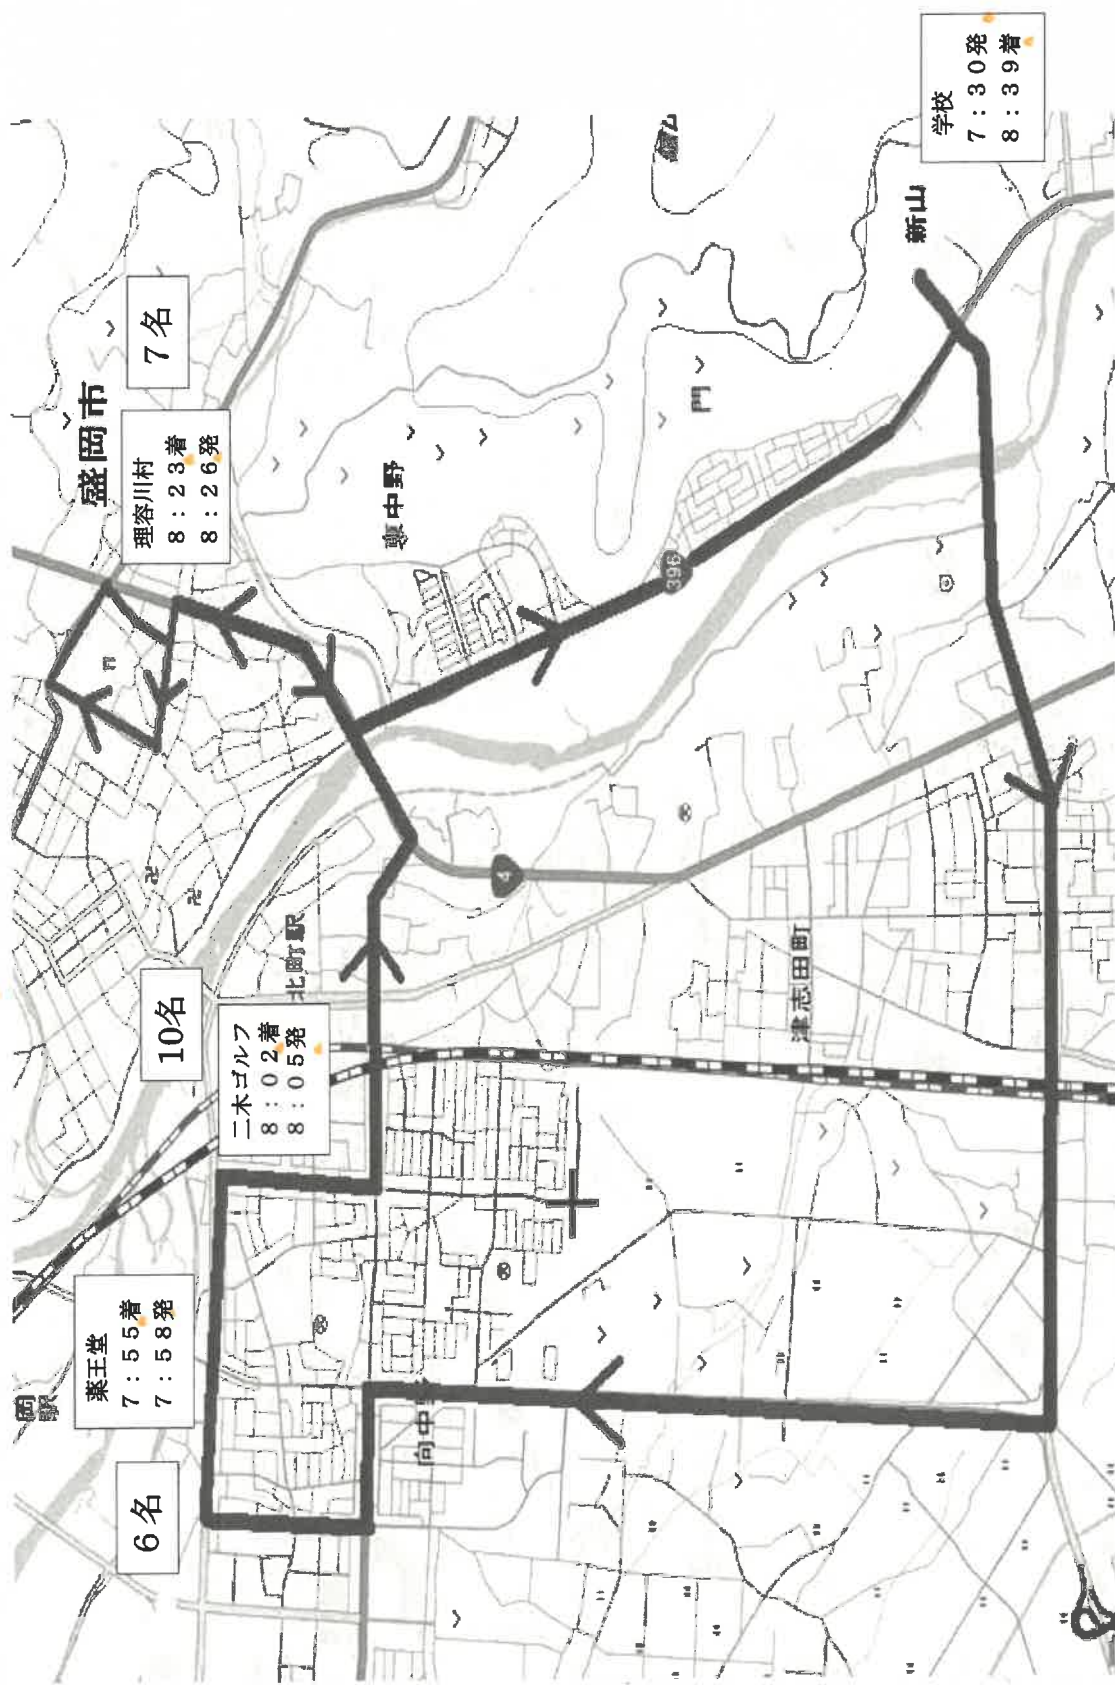 学校
7:30発
8:39着
新山
盛岡市
7名
理容川村
8:23着
8:26発
東中野
門
396
4
津志田町
北町駅
10名
二木ゴルフ
8:02着
8:05発
薬王堂
7:55着
7:58発
6名
向中